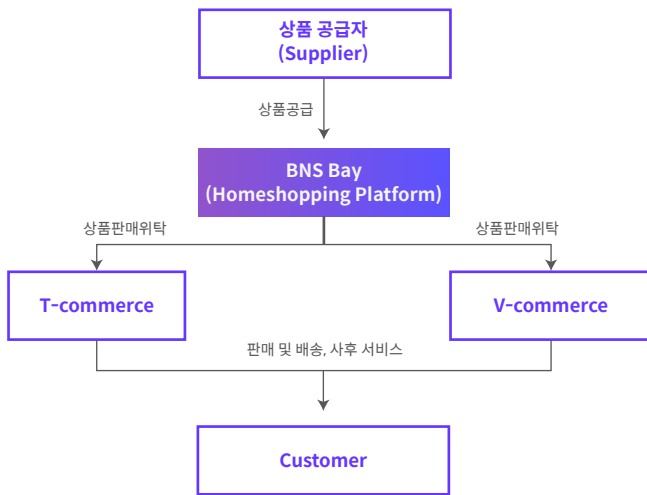 상품 공급자
(Supplier)
상품공급
BNS Bay
(Homeshopping Platform)
상품판매위탁
상품판매위탁
T-commerce
V-commerce
판매 및 배송, 사후 서비스
Customer